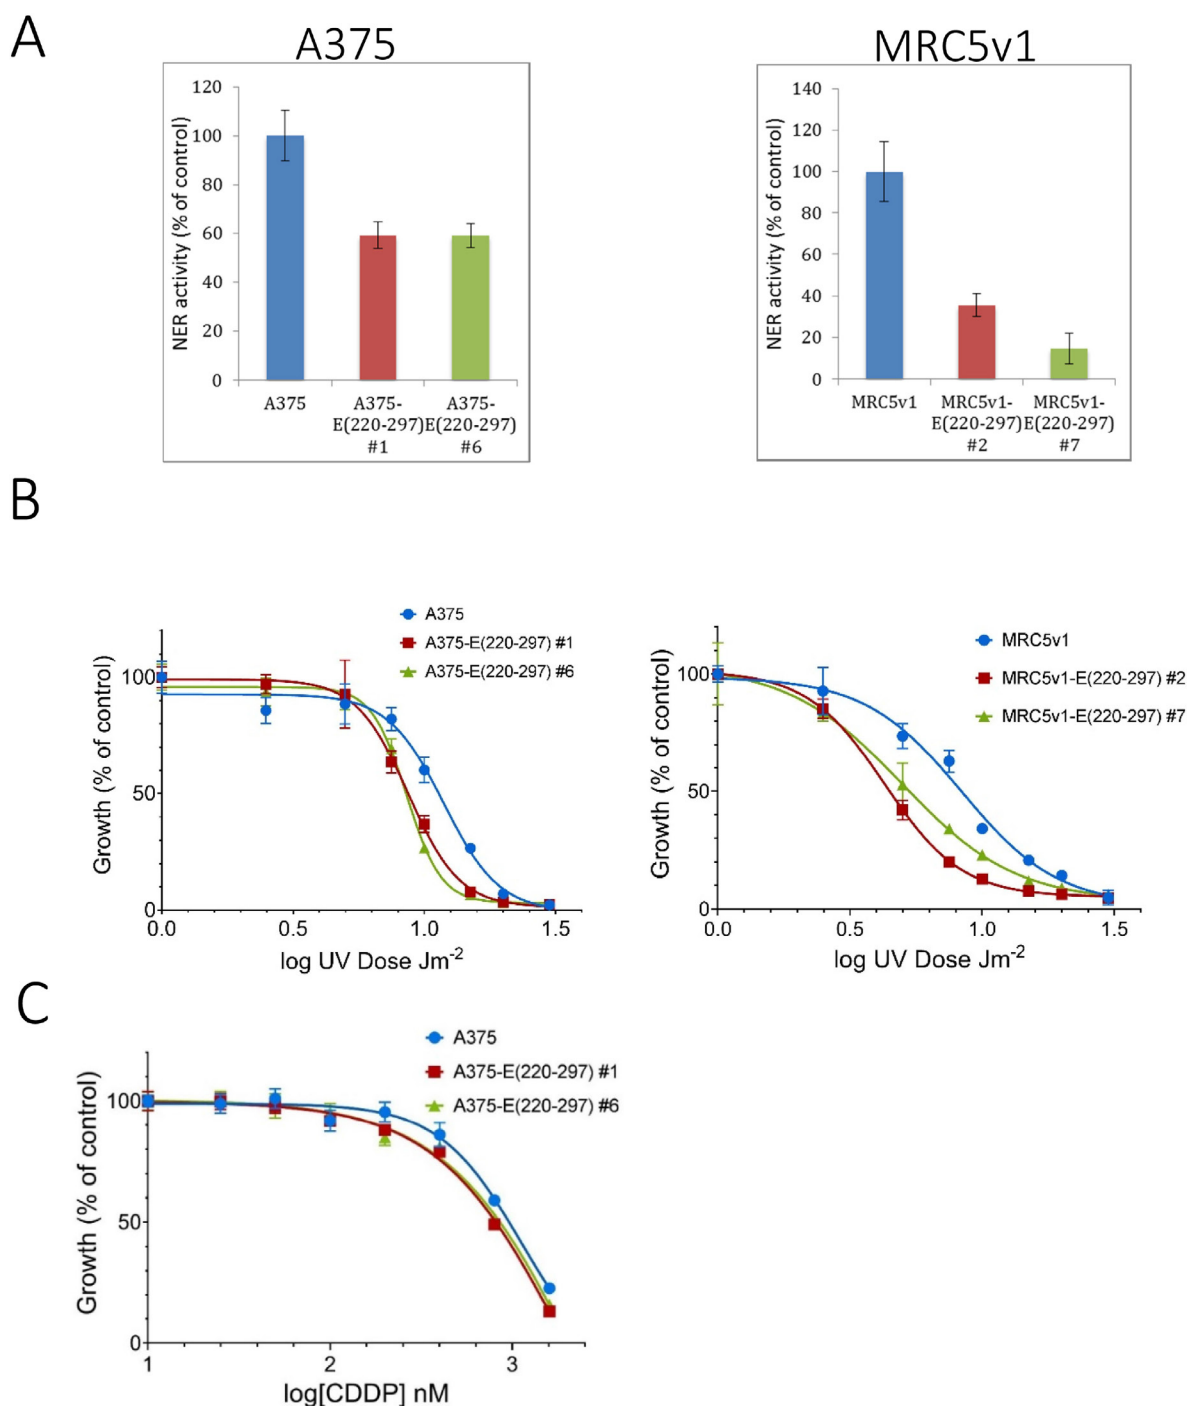 A
A375
MRC5v1
120
100
80
60
40
20
0
NER activity (% of control)
A375
A375-
E(220-297)
#1
A375-
E(220-297)
#6
140
120
100
80
60
40
20
0
NER activity (% of control)
MRC5v1
MRC5v1-
E(220-297)
#2
MRC5v1-
E(220-297)
#7
B
A375
A375-E(220-297) #1
A375-E(220-297) #6
100
50
0
Growth (% of control)
0.0 0.5 1.0 1.5
log UV Dose Jm-2
MRC5v1
MRC5v1-E(220-297) #2
MRC5v1-E(220-297) #7
100
50
0
Growth (% of control)
0.0 0.5 1.0 1.5
log UV Dose Jm-2
C
A375
A375-E(220-297) #1
A375-E(220-297) #6
100
50
0
Growth (% of control)
1 2 3
log[CDDP] nM